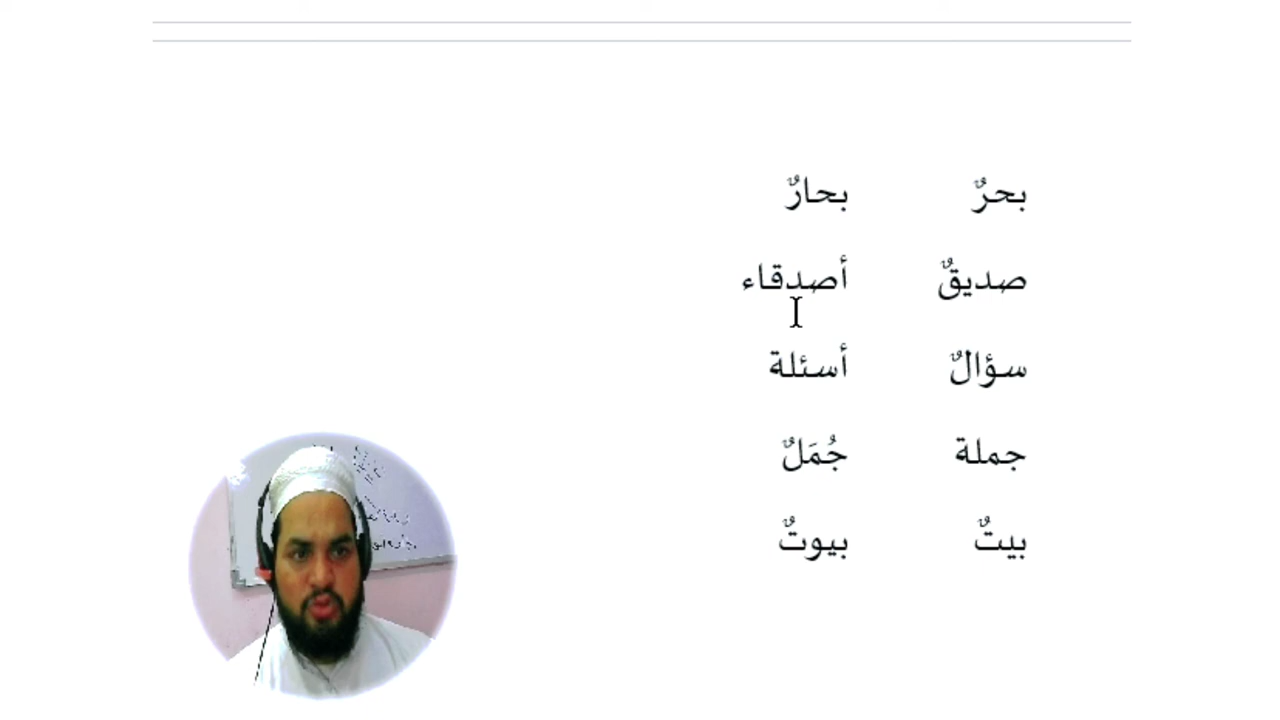 بحرٌ بحارٌ
صديقٌ أصدقاء
سؤالٌ أسئلة
جملة جُمَلٌ
بيتٌ بيوتٌ